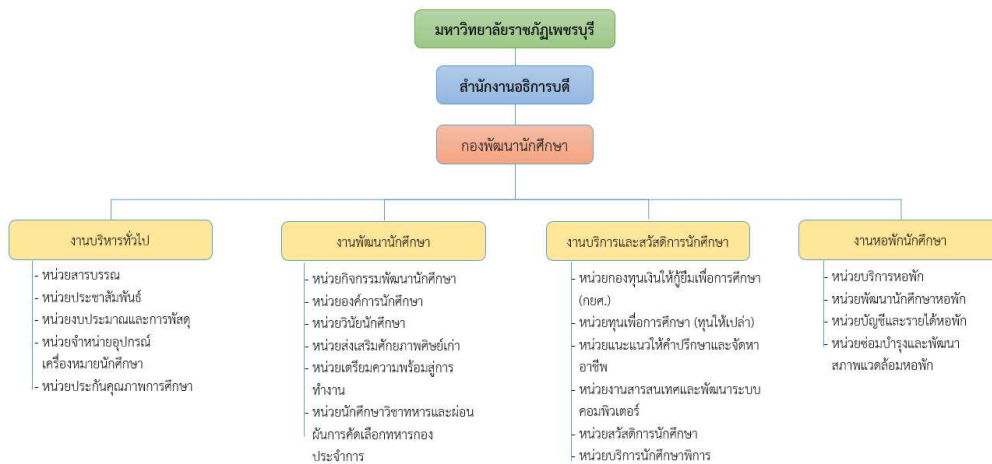 มหาวิทยาลัยราชภัฏเพชรบุรี
สำนักงานอธิการบดี
กองพัฒนานักศึกษา
งานบริหารทั่วไป
- หน่วยสารบรรณ
- หน่วยประชาสัมพันธ์
- หน่วยงบประมาณและการพัสดุ
- หน่วยจำหน่ายอุปกรณ์
เครื่องหมายนักศึกษา
- หน่วยประกันคุณภาพการศึกษา
งานพัฒนานักศึกษา
- หน่วยกิจกรรมพัฒนานักศึกษา
- หน่วยองค์การนักศึกษา
- หน่วยวินัยนักศึกษา
- หน่วยส่งเสริมศักยภาพศิษย์เก่า
- หน่วยเตรียมความพร้อมสู่การ
ทำงาน
- หน่วยนักศึกษาวิชาทหารและผ่อน
ผันการคัดเลือกทหารกอง
ประจำการ
งานบริการและสวัสดิการนักศึกษา
- หน่วยกองทุนเงินให้กู้ยืมเพื่อการศึกษา
(กยศ.)
- หน่วยทุนเพื่อการศึกษา (ทุนให้เปล่า)
- หน่วยแนะแนวให้คำปรึกษาและจัดหา
อาชีพ
- หน่วยงานสารสนเทศและพัฒนาระบบ
คอมพิวเตอร์
- หน่วยสวัสดิการนักศึกษา
- หน่วยบริการนักศึกษาพิการ
งานหอพักนักศึกษา
- หน่วยบริการหอพัก
- หน่วยพัฒนานักศึกษาหอพัก
- หน่วยบัญชีและรายได้หอพัก
- หน่วยซ่อมบำรุงและพัฒนา
สภาพแวดล้อมหอพัก